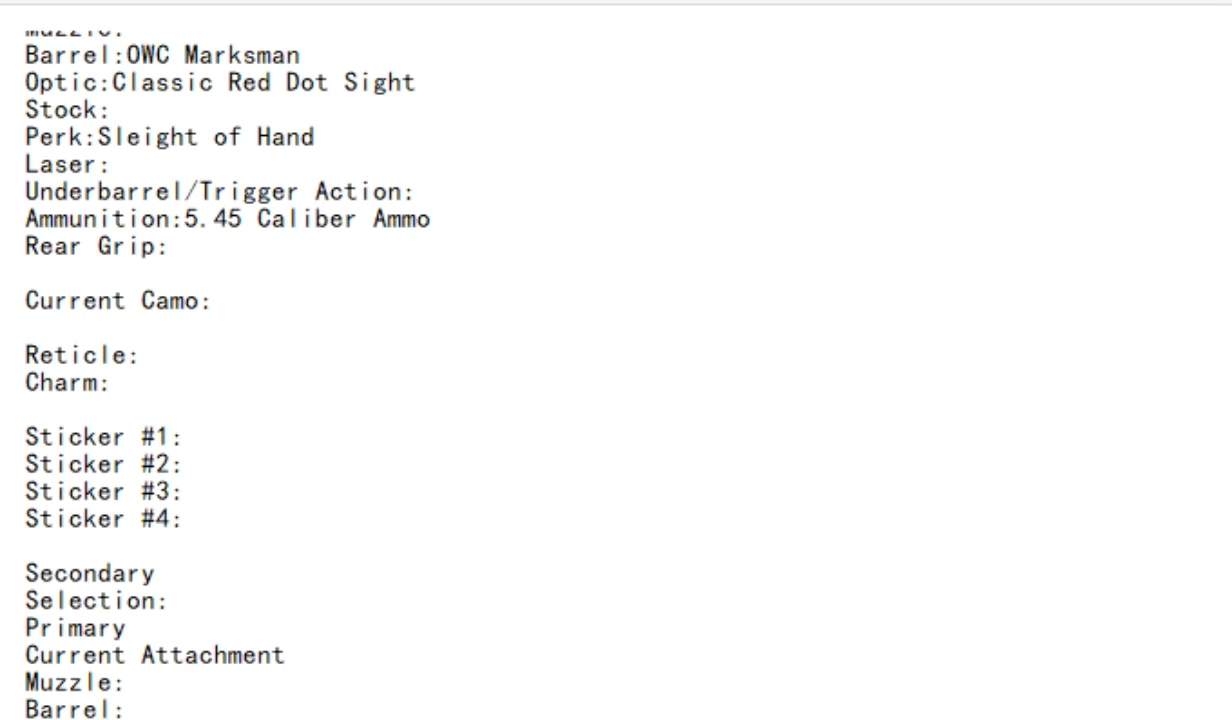 Muzzle:
Barrel:OWC Marksman
Optic:Classic Red Dot Sight
Stock:
Perk:Sleight of Hand
Laser:
Underbarrel/Trigger Action:
Ammunition:5.45 Caliber Ammo
Rear Grip:
Current Camo:
Reticle:
Charm:
Sticker #1:
Sticker #2:
Sticker #3:
Sticker #4:
Secondary
Selection:
Primary
Current Attachment
Muzzle:
Barrel: